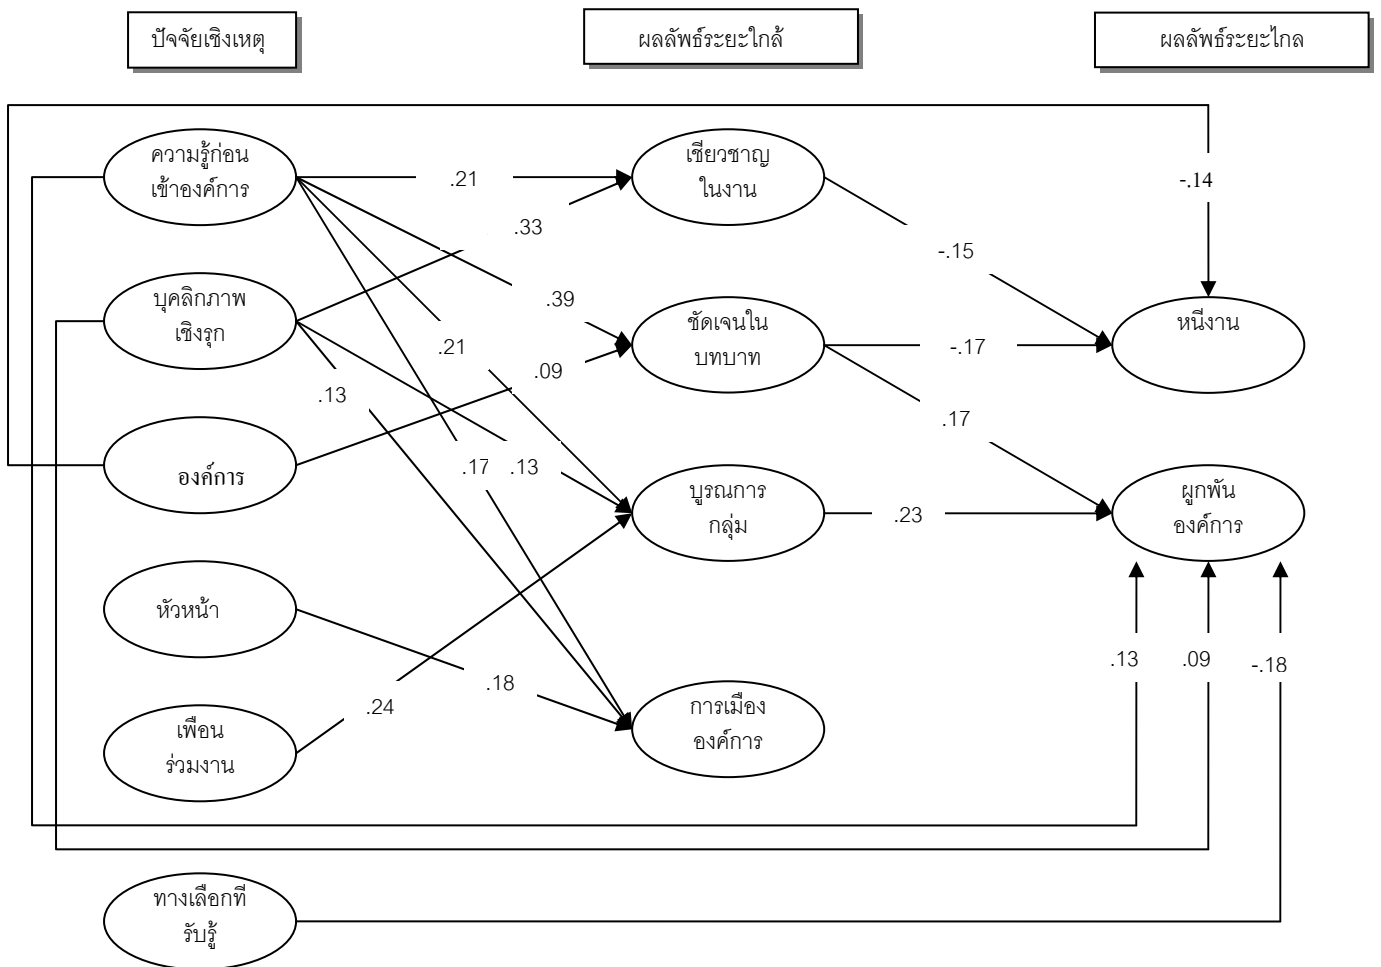 ปัจจัยเชิงเหตุ
ผลลัพธ์ระยะใกล้
ผลลัพธ์ระยะไกล
ความรู้ก่อน
เข้าองค์การ
.21
เชียวชาญ
ในงาน
-.14
.33
-.15
บุคลิกภาพ
เชิงรุก
.39
ชัดเจนใน
บทบาท
หนีงาน
.21
-.17
.09
.13
.17
องค์การ
.17
.13
บูรณการ
กลุ่ม
.23
ผูกพัน
องค์การ
หัวหน้า
.18
.13
.09
-.18
.24
เพือน
ร่วมงาน
การเมือง
องค์การ
ทางเลือกที
รับรู้